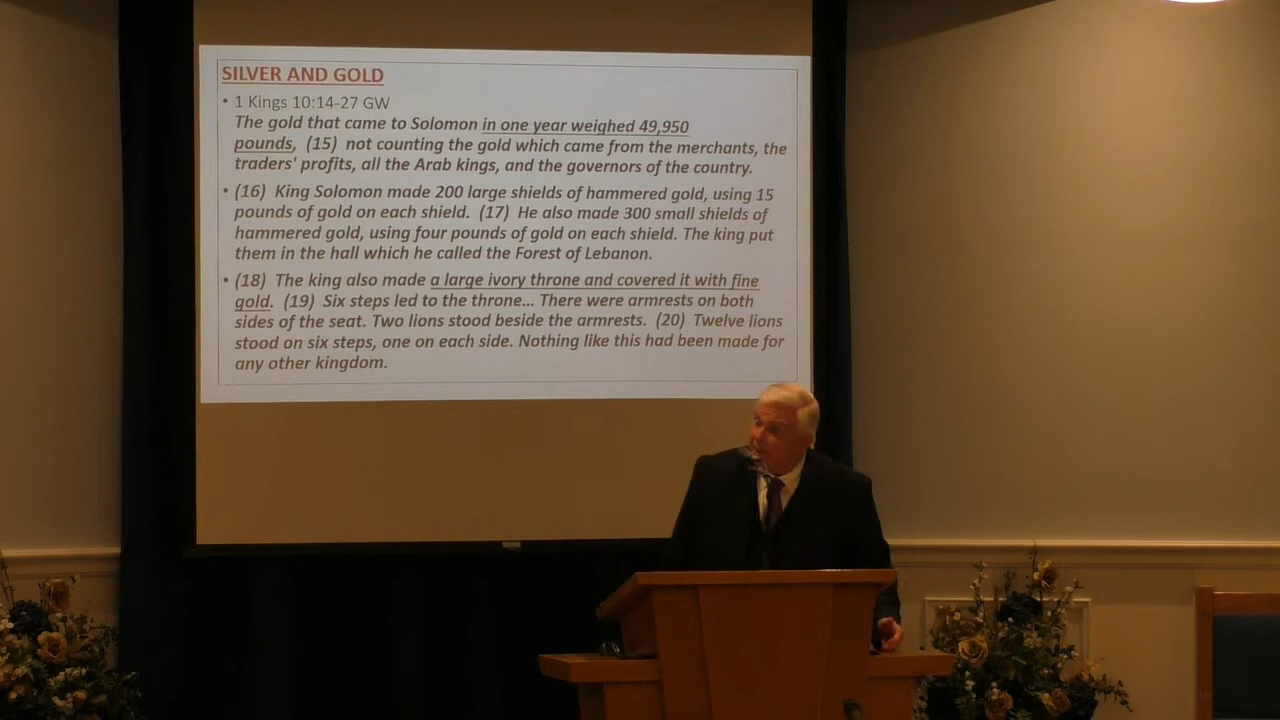 SILVER AND GOLD
• 1 Kings 10:14-27 GW
The gold that came to Solomon in one year weighed 49,950
pounds, (15) not counting the gold which came from the merchants, the
traders' profits, all the Arab kings, and the governors of the country.
• (16) King Solomon made 200 large shields of hammered gold, using 15
pounds of gold on each shield. (17) He also made 300 small shields of
hammered gold, using four pounds of gold on each shield. The king put
them in the hall which he called the Forest of Lebanon.
• (18) The king also made a large ivory throne and covered it with fine
gold. (19) Six steps led to the throne... There were armrests on both
sides of the seat. Two lions stood beside the armrests. (20) Twelve lions
stood on six steps, one on each side. Nothing like this had been made for
any other kingdom.